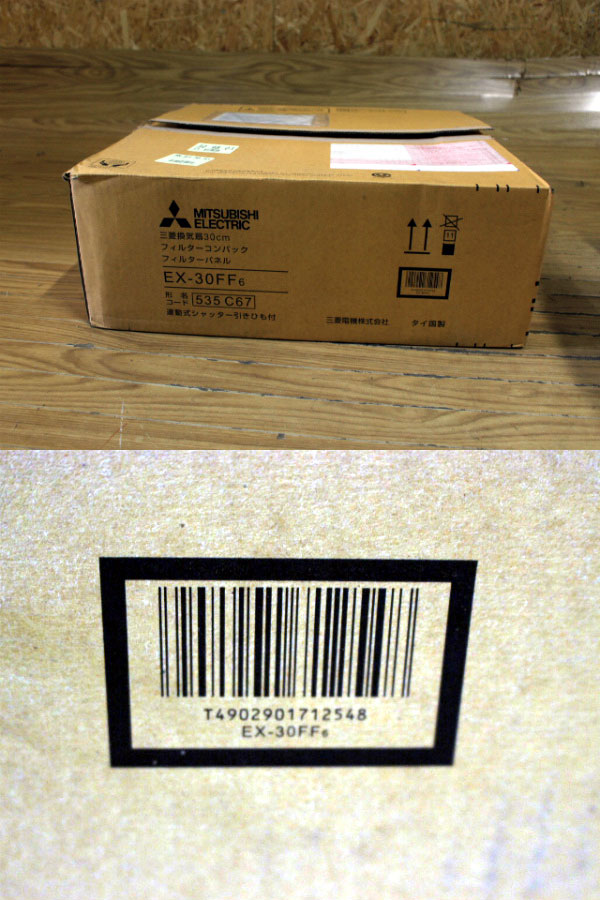 MITSUBISHI
ELECTRIC
三菱換気扇30cm
フィルターコンパック
フィルターパネル
EX-30FF6
形名
コード 535 C67
連動式シャッター引きひも付
三菱電機株式会社
タイ国製
11
T4902901712548
EX-30FF6